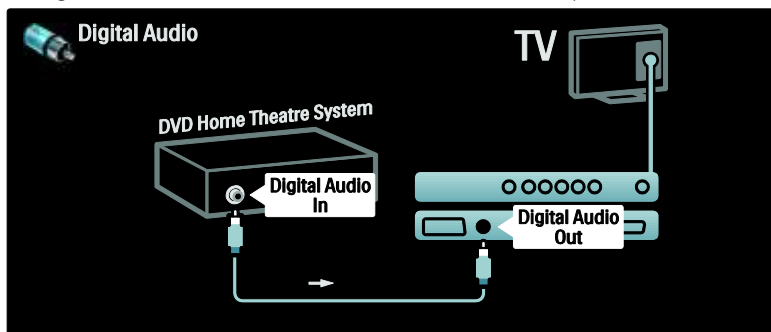 Digital Audio
TV
DVD Home Theatre System
Digital Audio
In
Digital Audio
Out